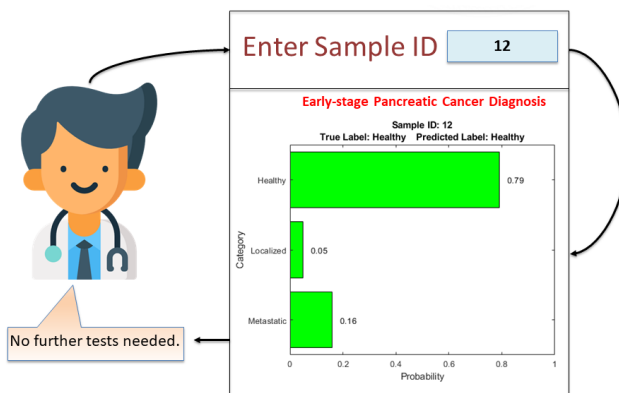 Enter Sample ID 12
Early-stage Pancreatic Cancer Diagnosis
Sample ID: 12
True Label: Healthy Predicted Label: Healthy
Category
Healthy 0.79
Localized 0.05
Metastatic 0.16
0 0.2 0.4 0.6 0.8 1
Probability
No further tests needed.